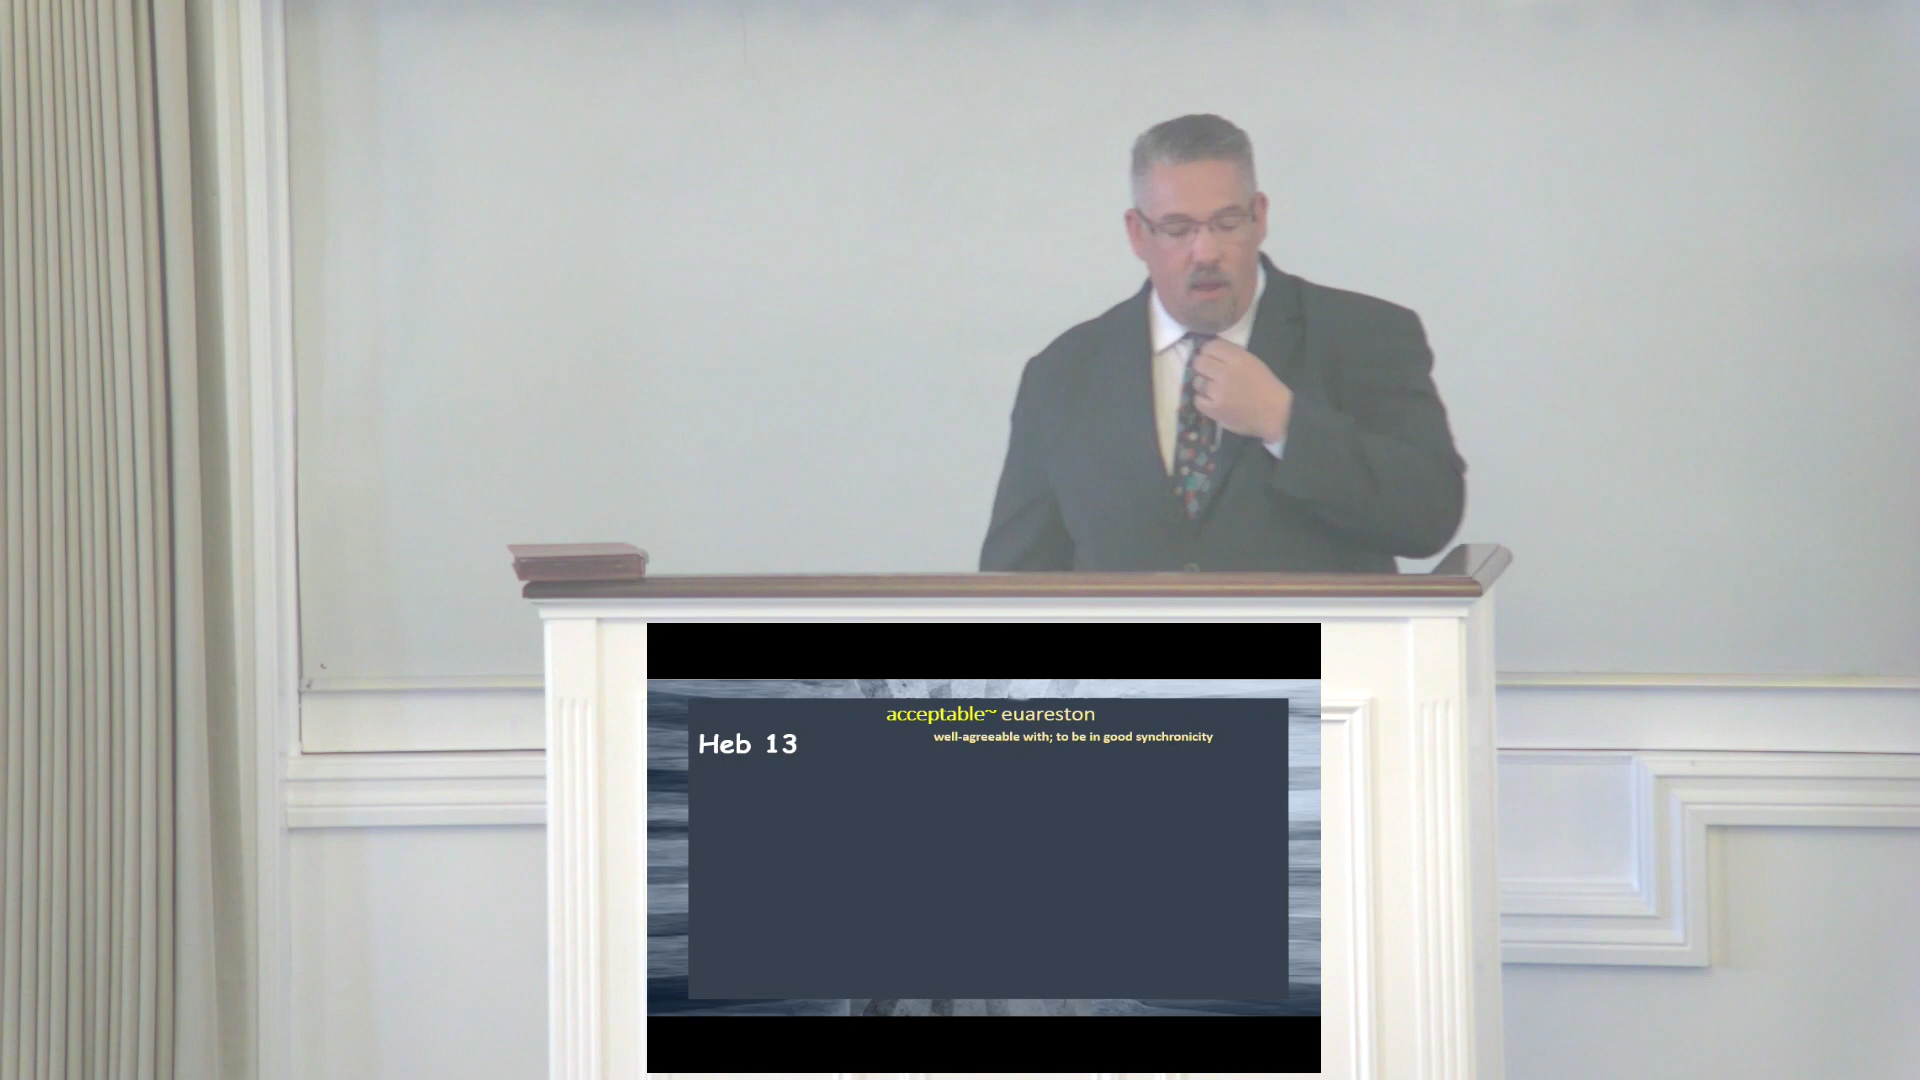 acceptable~ euareston
well-agreeable with; to be in good synchronicity
Heb 13